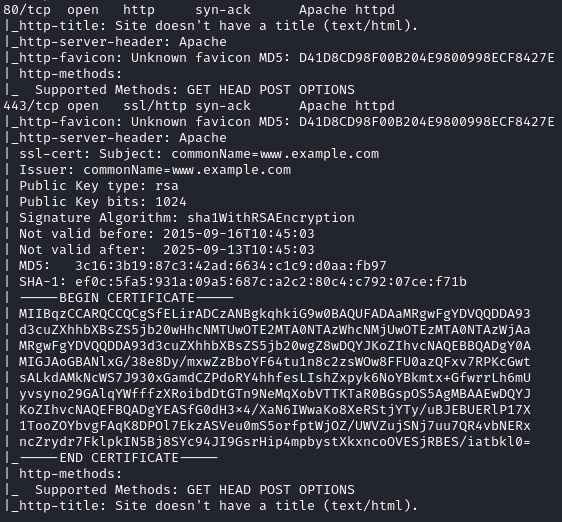 80/tcp  open   http     syn-ack      Apache httpd
|_http-title: Site doesn't have a title (text/html).
|_http-server-header: Apache
|_http-favicon: Unknown favicon MD5: D41D8CD98F00B204E9800998ECF8427E
| http-methods:
|_  Supported Methods: GET HEAD POST OPTIONS
443/tcp open   ssl/http syn-ack      Apache httpd
|_http-favicon: Unknown favicon MD5: D41D8CD98F00B204E9800998ECF8427E
|_http-server-header: Apache
| ssl-cert: Subject: commonName=www.example.com
| Issuer: commonName=www.example.com
| Public Key type: rsa
| Public Key bits: 1024
| Signature Algorithm: sha1WithRSAEncryption
| Not valid before: 2015-09-16T10:45:03
| Not valid after:  2025-09-13T10:45:03
| MD5:   3c16:3b19:87c3:42ad:6634:c1c9:d0aa:fb97
| SHA-1: ef0c:5fa5:931a:09a5:687c:a2c2:80c4:c792:07ce:f71b
| -----BEGIN CERTIFICATE-----
| MIIBqzCCARQCCQCgSfELirADCzANBgkqhkiG9w0BAQUFADAaMRgwFgYDVQQDDA93
| d3cuZXhhbXBsZS5jb20wHhcNMTUwOTE2MTA0NTAzWhcNMjUwOTEzMTA0NTAzWjAa
| MRgwFgYDVQQDDA93d3cuZXhhbXBsZS5jb20wgZ8wDQYJKoZIhvcNAQEBBQADgY0A
| MIGJAoGBANlxG/38e8Dy/mxwZzBboYF64tu1n8c2zsWOw8FFU0azQFxv7RPKcGwt
| sALkdAMkNcWS7J930xGamdCZPdoRY4hhfesLIshZxpyk6NoYBkmtx+GfwrrLh6mU
| yvsyno29GAlqYWfffzXRoibdDtGTn9NeMqXobVTTKTaR0BGspOS5AgMBAAEwDQYJ
| KoZIhvcNAQEFBQADgYEASfG0dH3×4/XaN6IWwaKo8XeRStjYTy/uBJEBUERlP17X
| 1TooZOYbvgFAqK8DPOl7EkzASVeu0mS5orfptWjOZ/UWVZujSNj7uu7QR4vbNERx
| ncZrydr7FklpkIN5Bj8SYc94JI9GsrHip4mpbystXkxncoOVESjRBES/iatbkl0=
|_-----END CERTIFICATE-----
| http-methods:
|_  Supported Methods: GET HEAD POST OPTIONS
|_http-title: Site doesn't have a title (text/html).